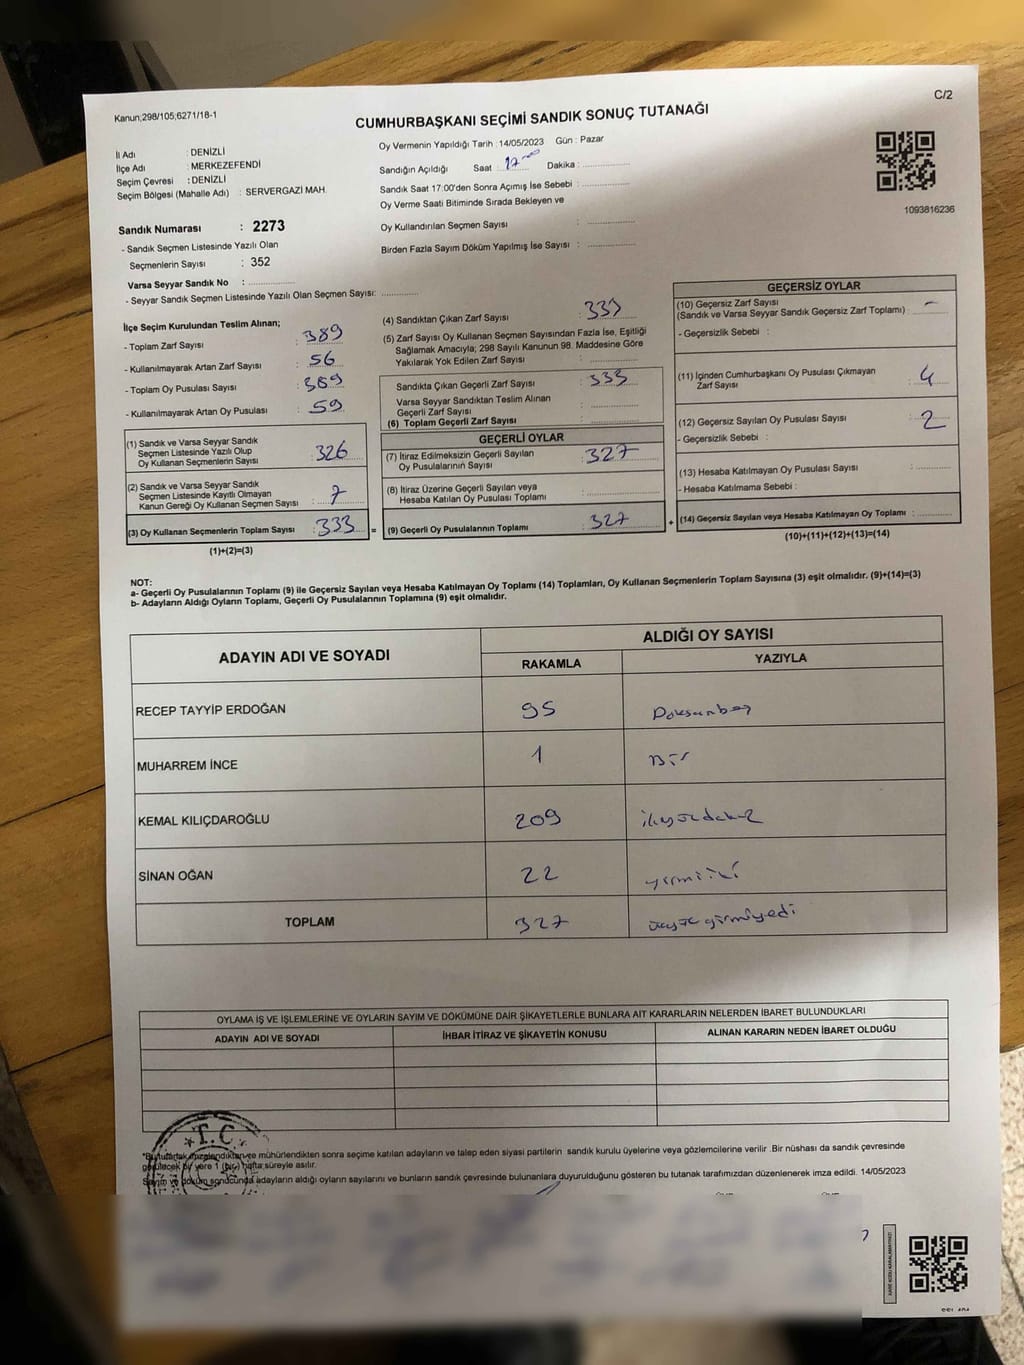 Kanun;298/105;6271/18-1
C/2
CUMHURBAŞKANI SEÇİMİ SANDIK SONUÇ TUTANAĞI
İl Adı : DENİZLİ
İlçe Adı : MERKEZEFENDİ
Seçim Çevresi : DENİZLİ
Seçim Bölgesi (Mahalle Adı) : SERVERGAZİ MAH.
Sandık Numarası : 2273
- Sandık Seçmen Listesinde Yazılı Olan
Seçmenlerin Sayısı : 352
Varsa Seyyar Sandık No : ................
- Seyyar Sandık Seçmen Listesinde Yazılı Olan Seçmen Sayısı: ............
Oy Vermenin Yapıldığı Tarih : 14/05/2023 Gün : Pazar
Sandığın Açıldığı Saat : 17.00 Dakika : ................
Sandık Saat 17:00'den Sonra Açımış İse Sebebi : ................
Oy Verme Saati Bitiminde Sırada Bekleyen ve
Oy Kullandırılan Seçmen Sayısı : ................
Birden Fazla Sayım Döküm Yapılmış İse Sayısı : ................
1093816236
İlçe Seçim Kurulundan Teslim Alınan;
- Toplam Zarf Sayısı : 389
- Kullanılmayarak Artan Zarf Sayısı : 56
- Toplam Oy Pusulası Sayısı : 389
- Kullanılmayarak Artan Oy Pusulası : 59
(1) Sandık ve Varsa Seyyar Sandık
Seçmen Listesinde Yazılı Olup
Oy Kullanan Seçmenlerin Sayısı : 326
(2) Sandık ve Varsa Seyyar Sandık
Seçmen Listesinde Kayıtlı Olmayan
Kanun Gereği Oy Kullanan Seçmen Sayısı : 7
(3) Oy Kullanan Seçmenlerin Toplam Sayısı : 333 =
(1)+(2)=(3)
(4) Sandıktan Çıkan Zarf Sayısı : 333
(5) Zarf Sayısı Oy Kullanan Seçmen Sayısından Fazla İse, Eşitliği
Sağlamak Amacıyla; 298 Sayılı Kanunun 98. Maddesine Göre
Yakılarak Yok Edilen Zarf Sayısı : ................
Sandıkta Çıkan Geçerli Zarf Sayısı : 333
Varsa Seyyar Sandıktan Teslim Alınan
Geçerli Zarf Sayısı : ................
(6) Toplam Geçerli Zarf Sayısı : ................
GEÇERLİ OYLAR
(7) İtiraz Edilmeksizin Geçerli Sayılan
Oy Pusulalarının Sayısı : 327
(8) İtiraz Üzerine Geçerli Sayılan veya
Hesaba Katılan Oy Pusulası Toplamı : ................
(9) Geçerli Oy Pusulalarının Toplamı : 327 +
GEÇERSİZ OYLAR
(10) Geçersiz Zarf Sayısı : -
(Sandık ve Varsa Seyyar Sandık Geçersiz Zarf Toplamı)
- Geçersizlik Sebebi :
(11) İçinden Cumhurbaşkanı Oy Pusulası Çıkmayan
Zarf Sayısı : 4
(12) Geçersiz Sayılan Oy Pusulası Sayısı : 2
- Geçersizlik Sebebi :
(13) Hesaba Katılmayan Oy Pusulası Sayısı : ................
- Hesaba Katılmama Sebebi :
(14) Geçersiz Sayılan veya Hesaba Katılmayan Oy Toplamı : ............
(10)+(11)+(12)+(13)=(14)
NOT:
a- Geçerli Oy Pusulalarının Toplamı (9) ile Geçersiz Sayılan veya Hesaba Katılmayan Oy Toplamı (14) Toplamları, Oy Kullanan Seçmenlerin Toplam Sayısına (3) eşit olmalıdır. (9)+(14)=(3)
b- Adayların Aldığı Oyların Toplamı, Geçerli Oy Pusulalarının Toplamına (9) eşit olmalıdır.
ADAYIN ADI VE SOYADI ALDIĞI OY SAYISI
RAKAMLA YAZIYLA
RECEP TAYYİP ERDOĞAN 95 Doksanbeş
MUHARREM İNCE 1 Bir
KEMAL KILIÇDAROĞLU 209 ikiyüzdokuz
SİNAN OĞAN 22 yirmiiki
TOPLAM 327 üçyüz yirmiyedi
OYLAMA İŞ VE İŞLEMLERİNE VE OYLARIN SAYIM VE DÖKÜMÜNE DAİR ŞİKAYETLERLE BUNLARA AİT KARARLARIN NELERDEN İBARET BULUNDUKLARI
ADAYIN ADI VE SOYADI İHBAR İTİRAZ VE ŞİKAYETİN KONUSU ALINAN KARARIN NEDEN İBARET OLDUĞU
T.C.
*Bu tutanak imzalandıktan ve mühürlendikten sonra seçime katılan adayların ve talep eden siyasi partilerin sandık kurulu üyelerine veya gözlemcilerine verilir .Bir nüshası da sandık çevresinde
görülecek bir yere 1 (bir) hafta süreyle asılır.
Sayım ve döküm sonucunda adayların aldığı oyların sayılarını ve bunların sandık çevresinde bulunanlara duyurulduğunu gösteren bu tutanak tarafımızdan düzenlenerek imza edildi. 14/05/2023